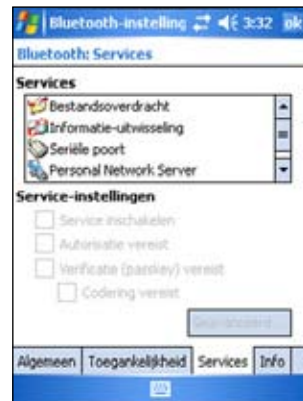 Bluetooth-instelling 3:32 ok
Bluetooth: Services
Services
Bestandsoverdracht
Informatie-uitwisseling
Seriële poort
Personal Network Server
Service-instellingen
Service inschakelen
Autorisatie vereist
Verificatie (passkey) vereist
Codering vereist
Geavanceerd...
Algemeen Toegankelijkheid Services Info